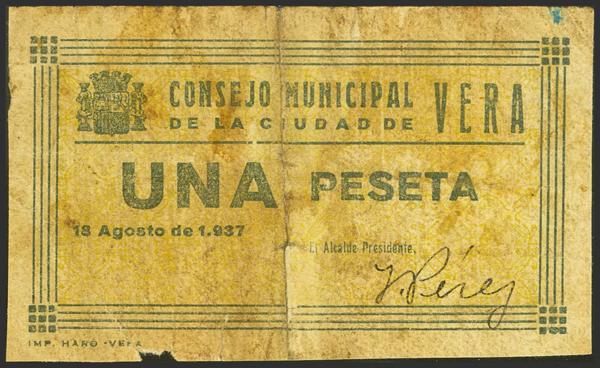 CONSEJO MUNICIPAL
DE LA CIUDAD DE VERA
UNA PESETA
18 Agosto de 1.937
El Alcalde Presidente,
J. Pérez
IMP. HARO - VERA